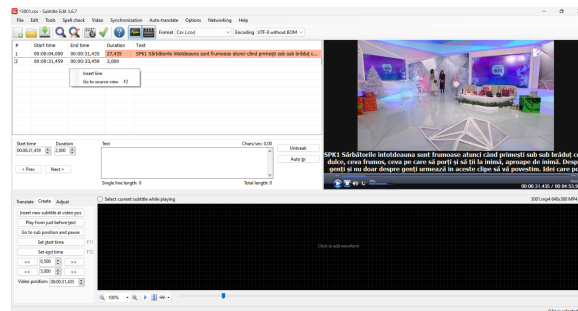 *3001.csv - Subtitle Edit 3.6.7
File Edit Tools Spell check Video Synchronization Auto-translate Options Networking Help
Format Csv (.csv) Encoding UTF-8 without BOM
# Start time End time Duration Text
1 00:00:04,000 00:00:31,435 27,435 SPK1 Sărbătorile întotdeauna sunt frumoase atunci când primești sub sub brăduț c...
2 00:00:31,459 00:00:33,459 2,000
Insert line
Go to source view F2
Start time Duration Text Chars/sec: 0,00
00:00:31,459 2,000
Unbreak
Auto br
< Prev Next >
Single line length: 0 Total length: 0
SPK1 Sărbătorile întotdeauna sunt frumoase atunci când primești sub sub brăduț c
dulce, ceva frumos, ceva pe care să porți și să ții la inimă, aproape de inimă. Desp
genți și nu doar despre genți urmează în aceste clipe să vă povestim. Idei care po
00:00:31,435 / 00:04:53,9
Translate Create Adjust
Select current subtitle while playing
3001.mp4 640x360 MP4
Insert new subtitle at video pos
Play from just before text
Go to sub position and pause
Set start time F11
Set end time F12
<< 0,500 >>
<< 5,000 >>
Video position: 00:00:31,435
Click to add waveform
100%